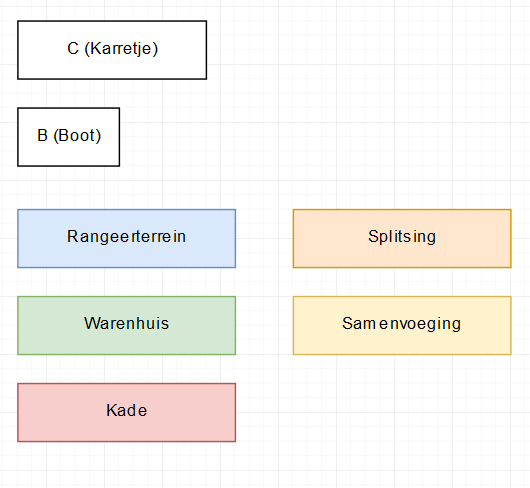 C (Karretje)
B (Boot)
Rangeerterrein
Splitsing
Warenhuis
Samenvoeging
Kade